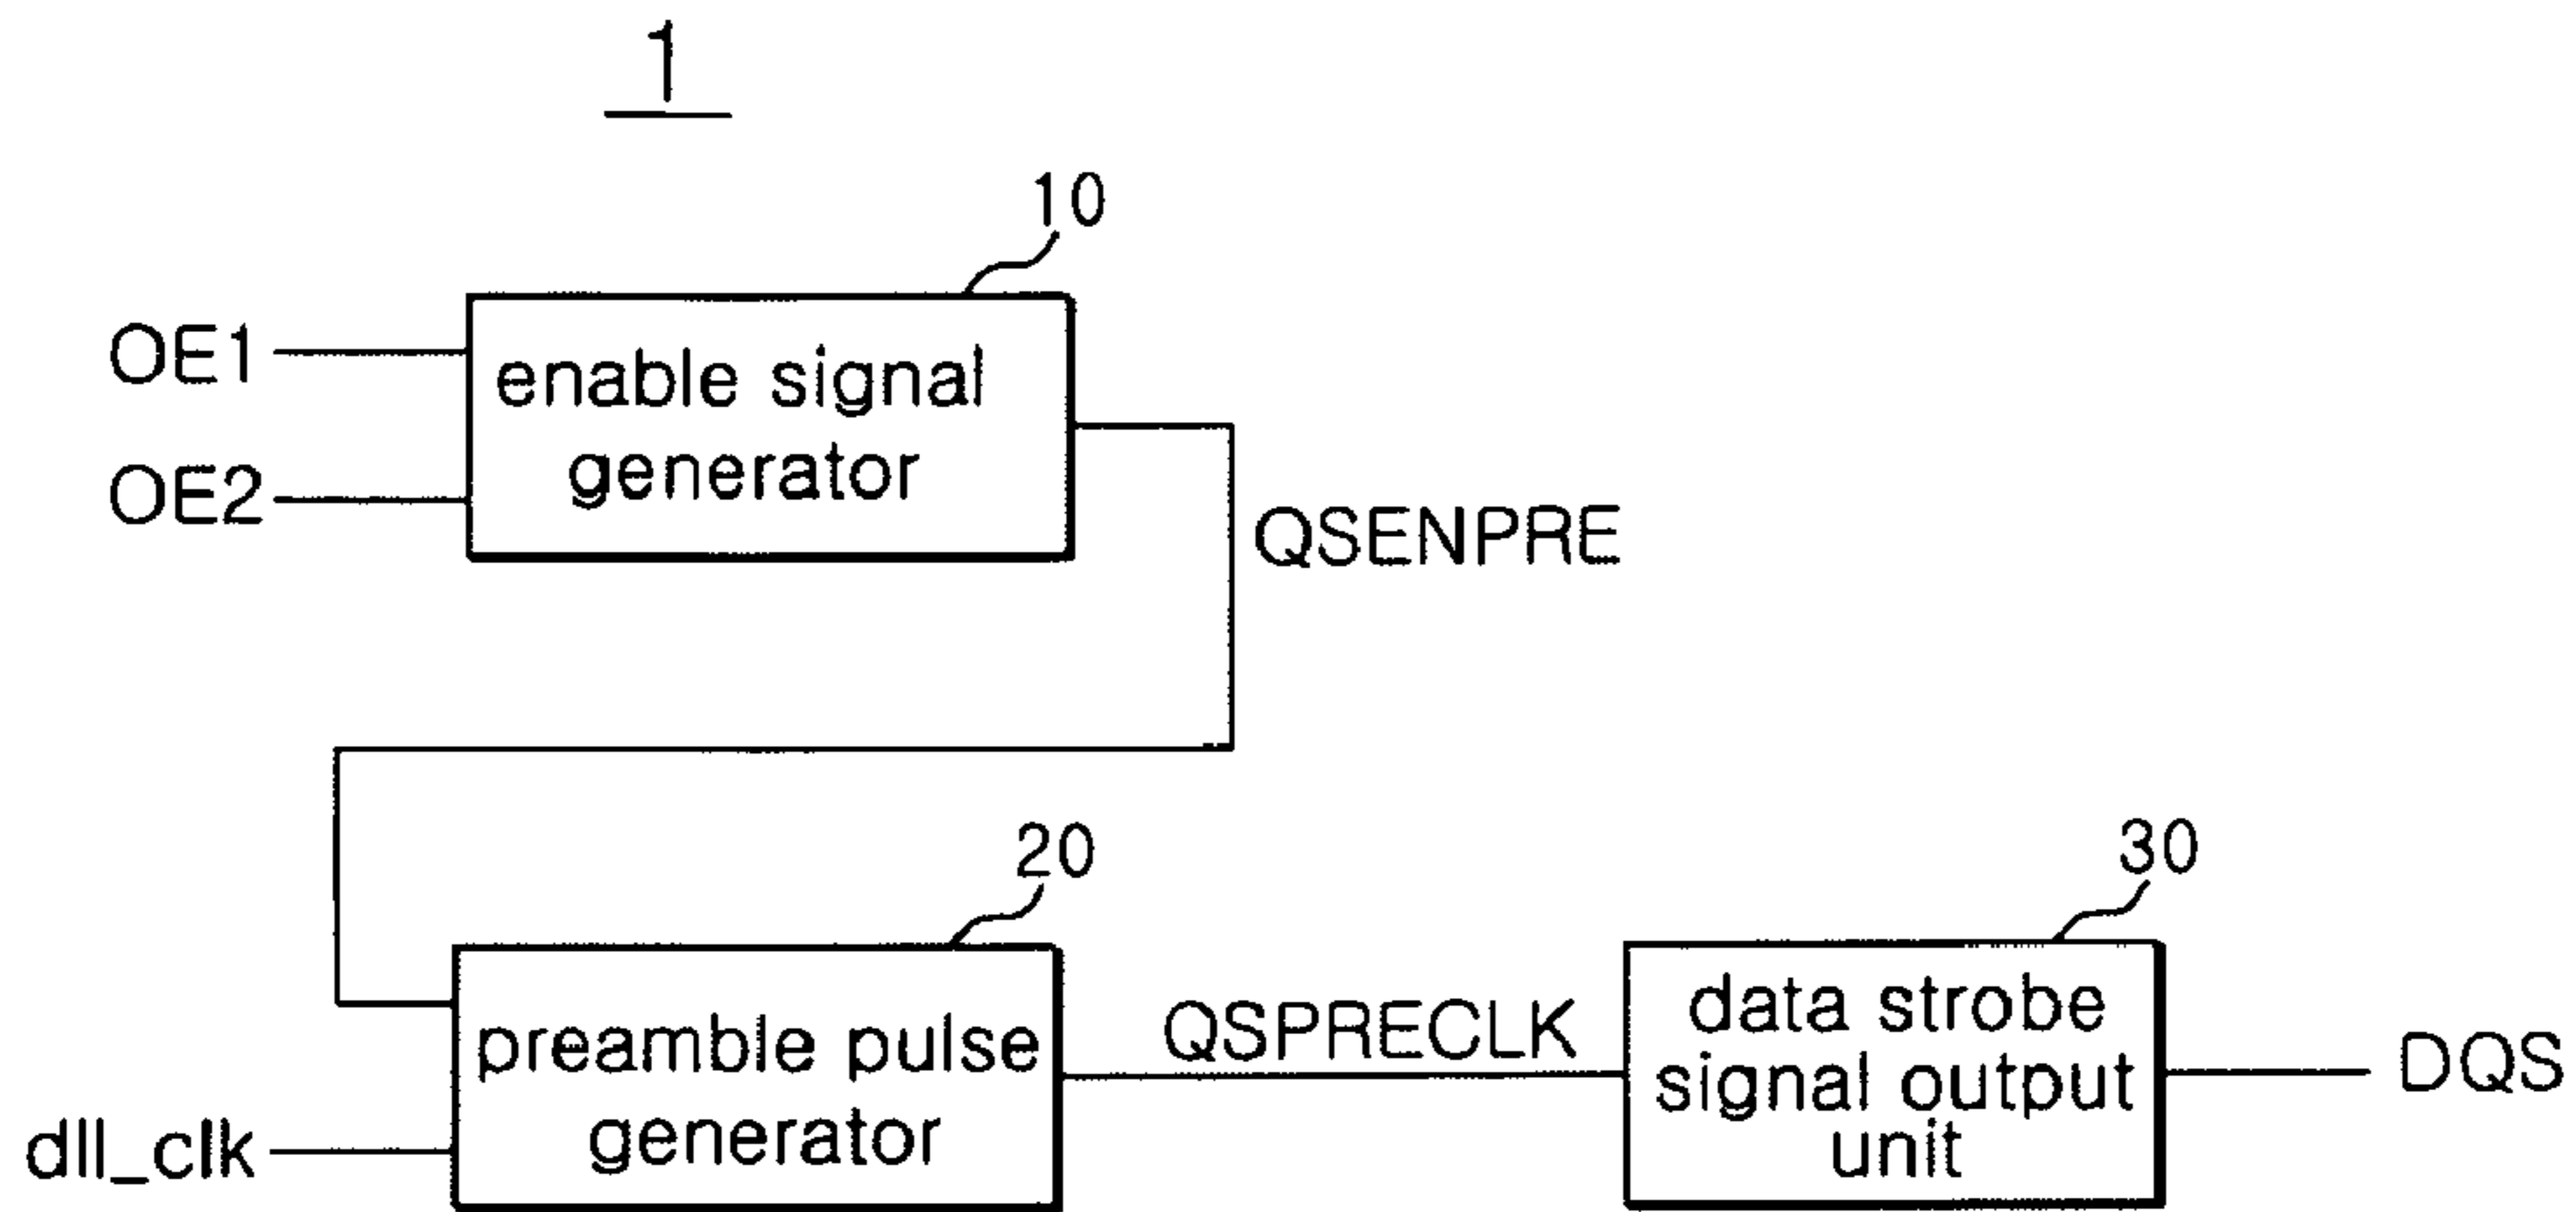 1
10
OE1
enable signal
generator
OE2
QSENPRE
20
30
preamble pulse
generator
dll_clk
QSPRECLK
data strobe
signal output
unit
DQS